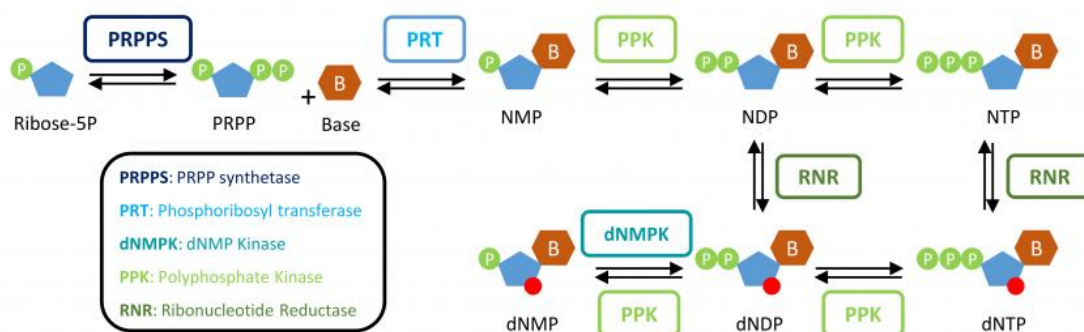 PRPPS PRT PPK PPK
P P P P B P B P P B P P P B
Ribose-5P PRPP + Base NMP NDP NTP
PRPPS: PRPP synthetase
PRT: Phosphoribosyl transferase
dNMPK: dNMP Kinase
PPK: Polyphosphate Kinase
RNR: Ribonucleotide Reductase
RNR RNR
dNMPK
P B P P B P P P B
PPK PPK
dNMP dNDP dNTP